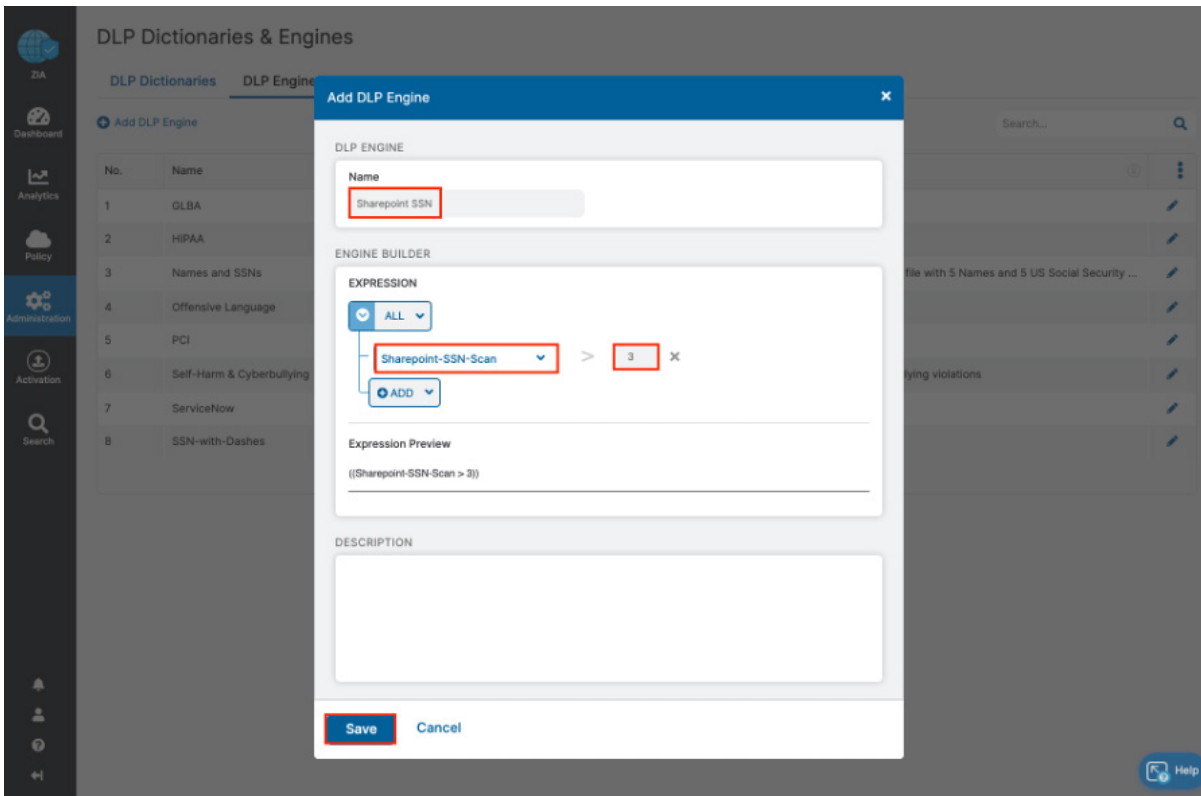 ZIA
Dashboard
Analytics
Policy
Administration
Activation
Search
DLP Dictionaries & Engines
DLP Dictionaries DLP Engine
Add DLP Engine
Search...
No. Name
1 GLBA
2 HIPAA
3 Names and SSNs file with 5 Names and 5 US Social Security ...
4 Offensive Language
5 PCI
6 Self-Harm & Cyberbullying lying violations
7 ServiceNow
8 SSN-with-Dashes
Add DLP Engine
DLP ENGINE
Name
Sharepoint SSN
ENGINE BUILDER
EXPRESSION
ALL
Sharepoint-SSN-Scan > 3
ADD
Expression Preview
((Sharepoint-SSN-Scan > 3))
DESCRIPTION
Save Cancel
Help